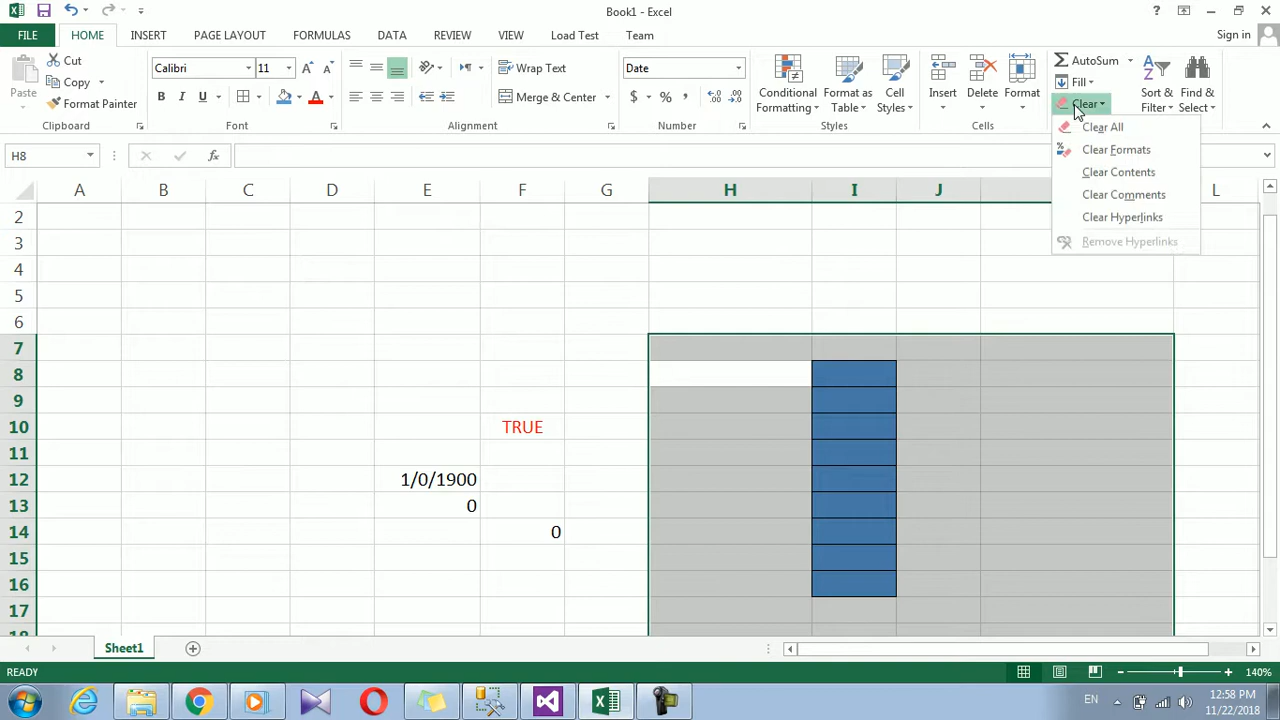 Book1 - Excel
?
FILE HOME INSERT PAGE LAYOUT FORMULAS DATA REVIEW VIEW Load Test Team Sign in
Paste
Cut
Copy
Format Painter
Clipboard
Calibri 11
B I U A
Font
Wrap Text
Merge & Center
Alignment
Date
$ % ,
Number
Conditional Formatting
Format as Table
Cell Styles
Styles
Insert
Delete
Format
Cells
AutoSum
Fill
Clear
Sort & Filter
Find & Select
Clear All
Clear Formats
Clear Contents
Clear Comments
Clear Hyperlinks
Remove Hyperlinks
H8 fx
A B C D E F G H I J L
2
3
4
5
6
7
8
9
10 TRUE
11
12 1/0/1900
13 0
14 0
15
16
17
18
Sheet1
READY 140%
EN 12:58 PM
11/22/2018